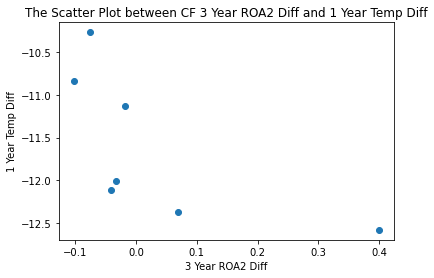 The Scatter Plot between CF 3 Year ROA2 Diff and 1 Year Temp Diff
−10.5
−11.0
−11.5
−12.0
−12.5
1 Year Temp Diff
−0.1 0.0 0.1 0.2 0.3 0.4
3 Year ROA2 Diff